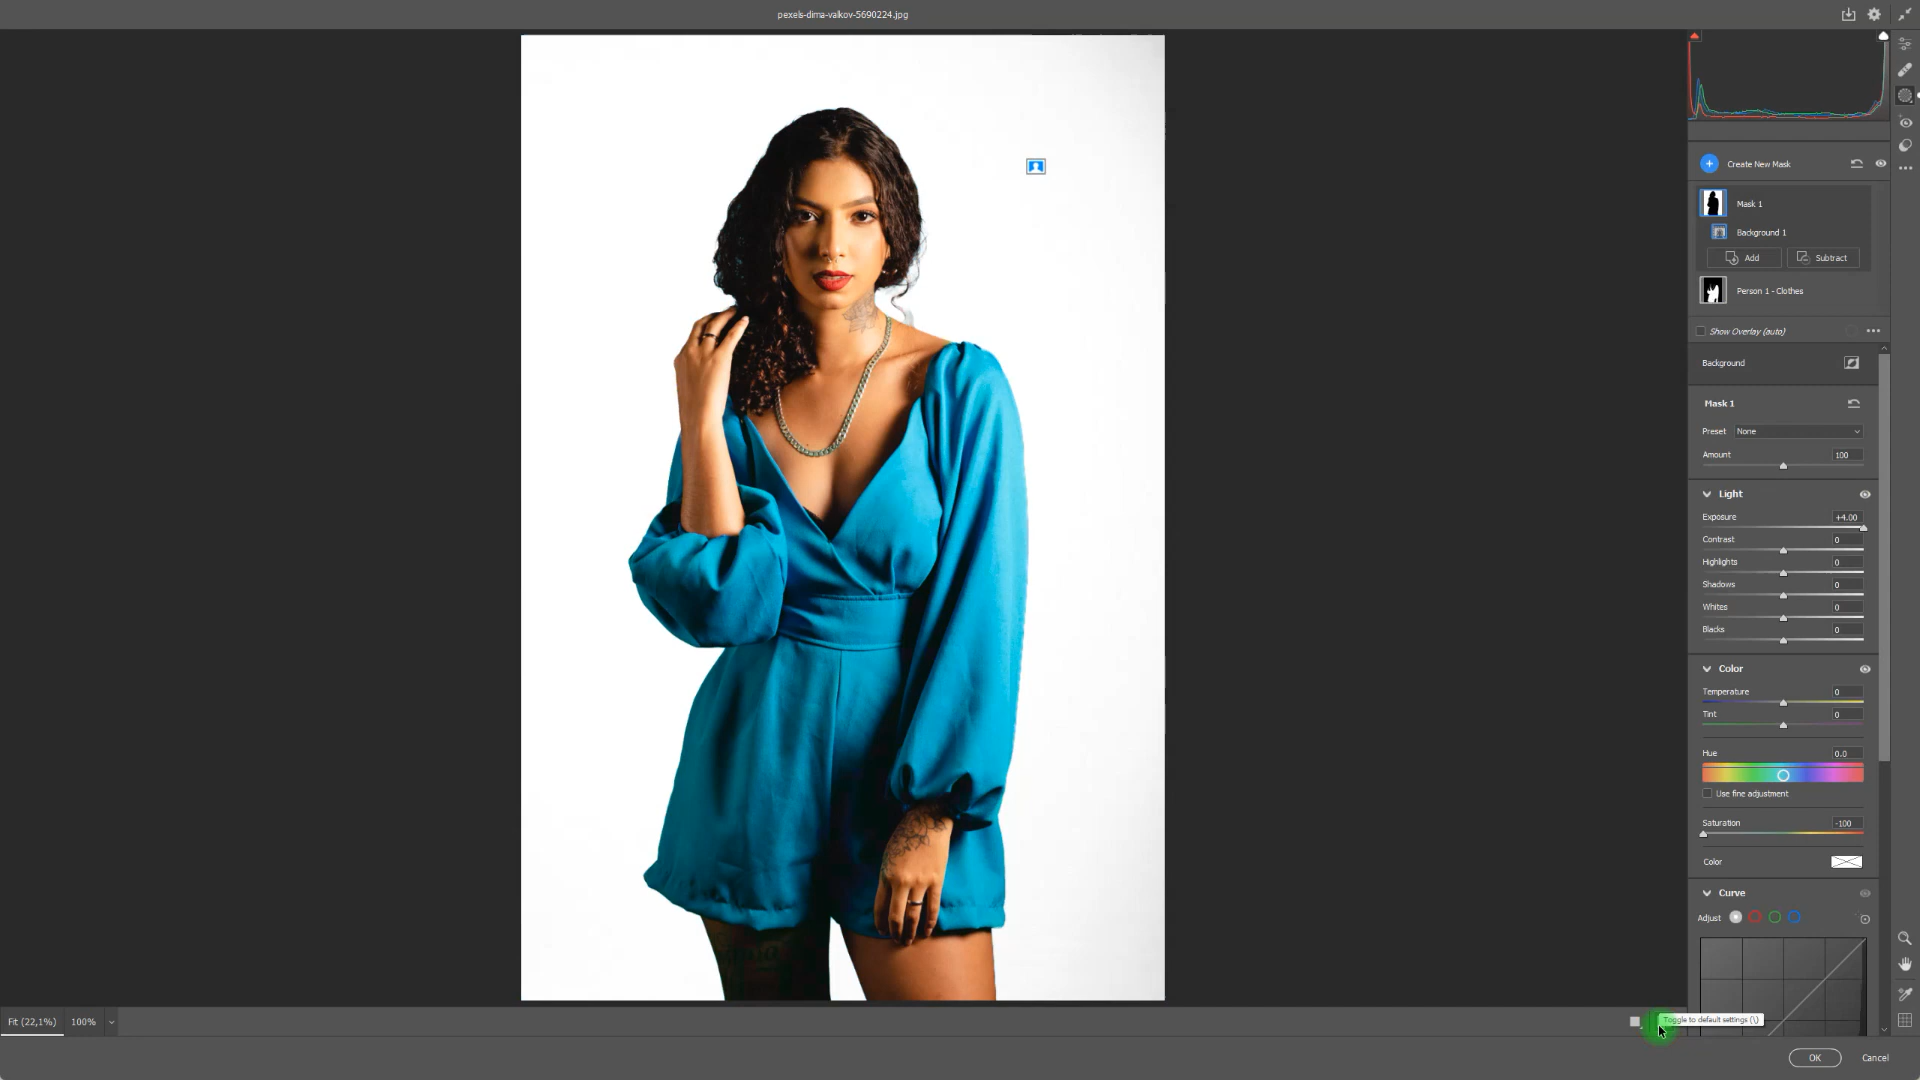 pexels-dima-valkov-5690224.jpg
Create New Mask
Mask 1
Background 1
Add Subtract
Person 1 - Clothes
Show Overlay (auto)
Background
Mask 1
Preset None
Amount 100
Light
Exposure +4.00
Contrast 0
Highlights 0
Shadows 0
Whites 0
Blacks 0
Color
Temperature 0
Tint 0
Hue 0.0
Use fine adjustment
Saturation -100
Color
Curve
Adjust
Fit (22,1%) 100%
Toggle to default settings (\)
OK Cancel